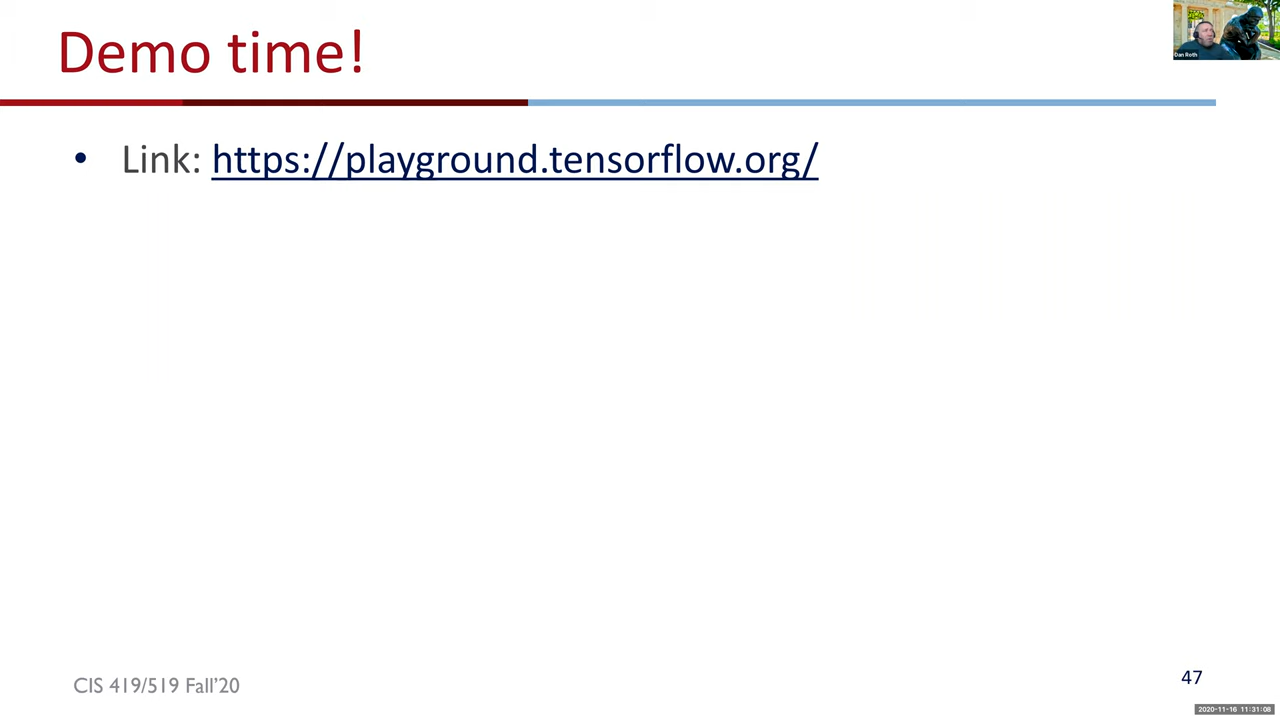 Demo time!
Dan Roth
• Link: https://playground.tensorflow.org/
CIS 419/519 Fall'20
47
2020-11-16 11:31:08